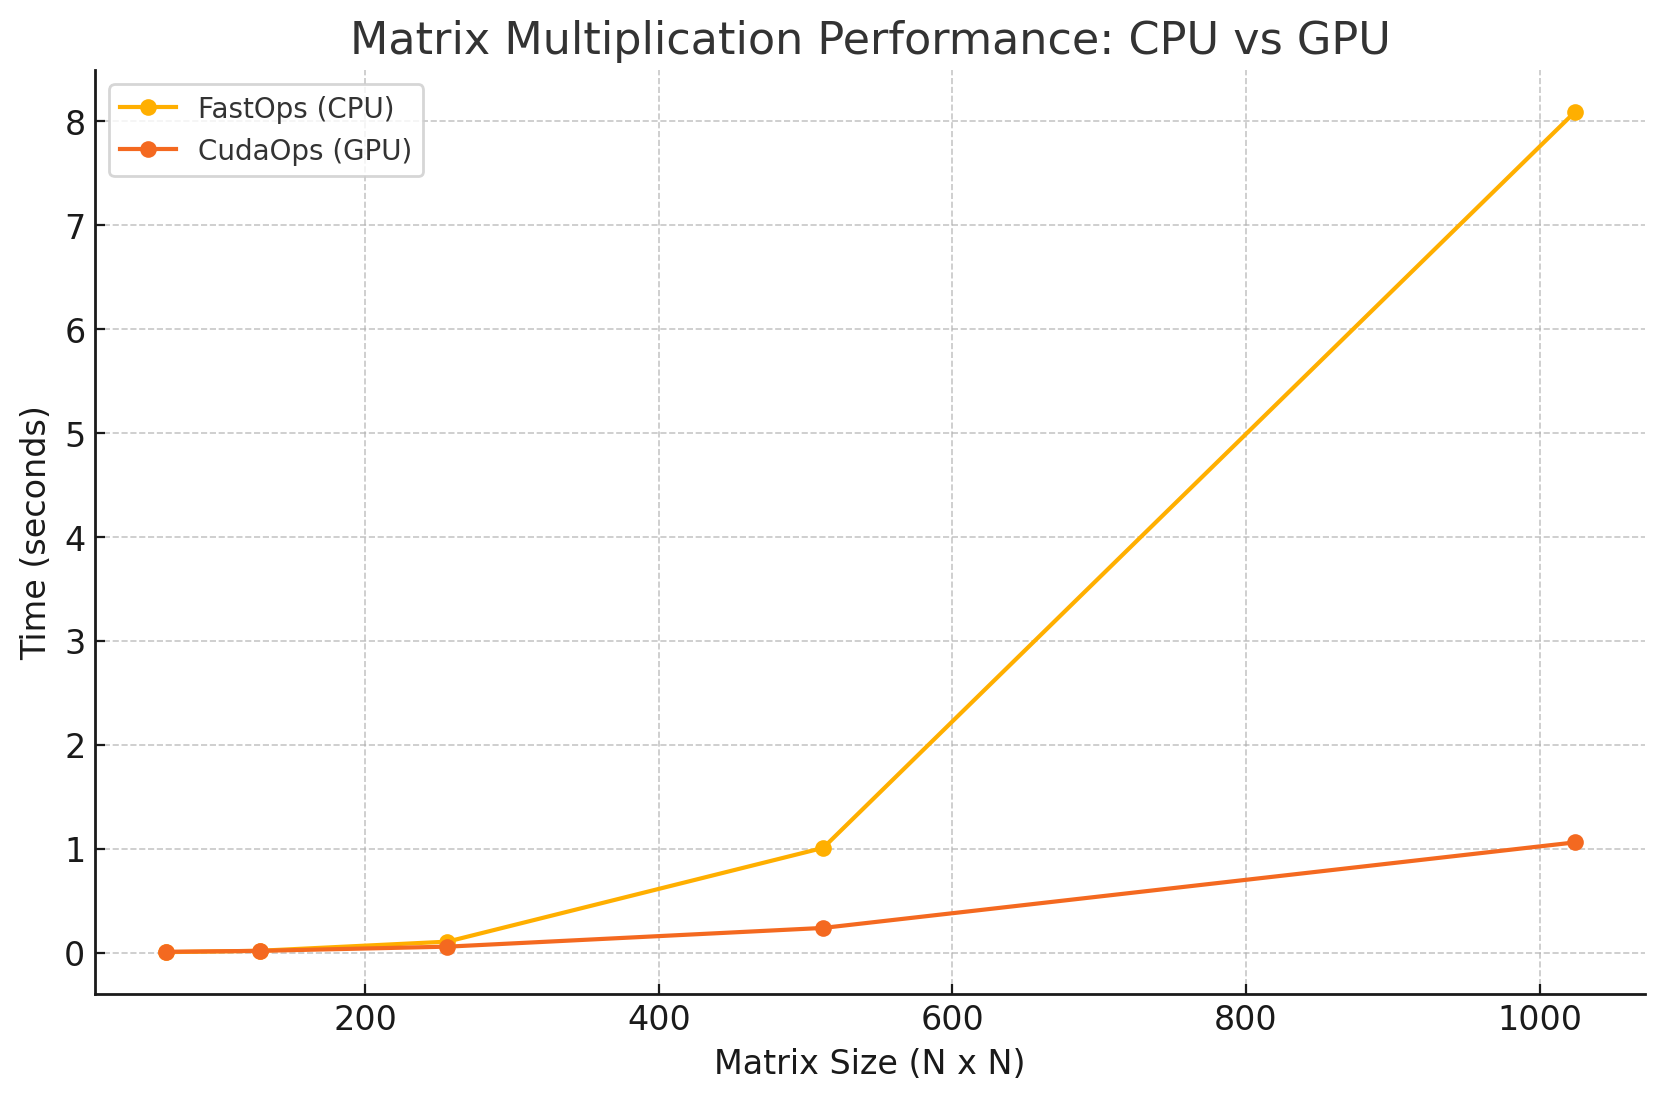 Matrix Multiplication Performance: CPU vs GPU
FastOps (CPU)
CudaOps (GPU)
8
7
6
5
4
3
2
1
0
Time (seconds)
200 400 600 800 1000
Matrix Size (N x N)